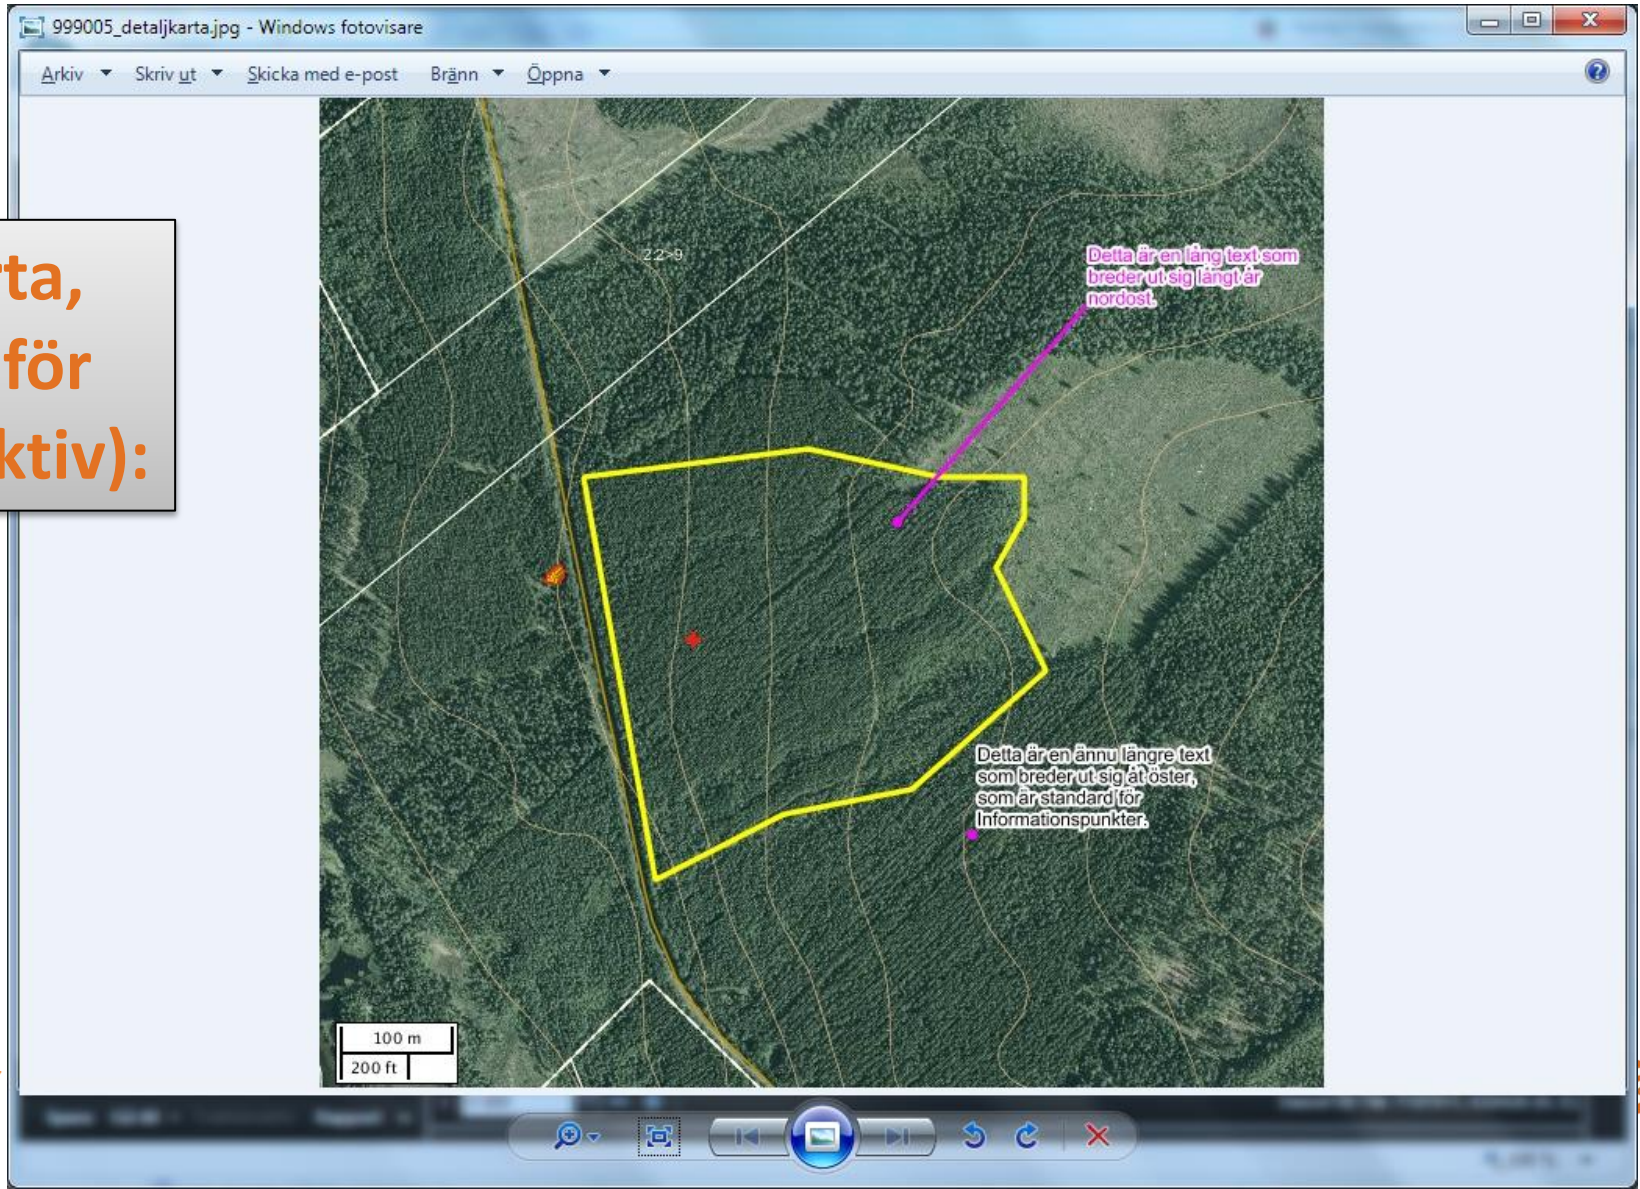 999005_detaljkarta.jpg - Windows fotovisare
Arkiv Skriv ut Skicka med e-post Bränn Öppna
rta,
för
ktiv):
2:2>9
Detta är en lång text som
breder ut sig långt åt
nordost.
Detta är en ännu längre text
som breder ut sig åt öster,
som är standard för
Informationspunkter.
100 m
200 ft